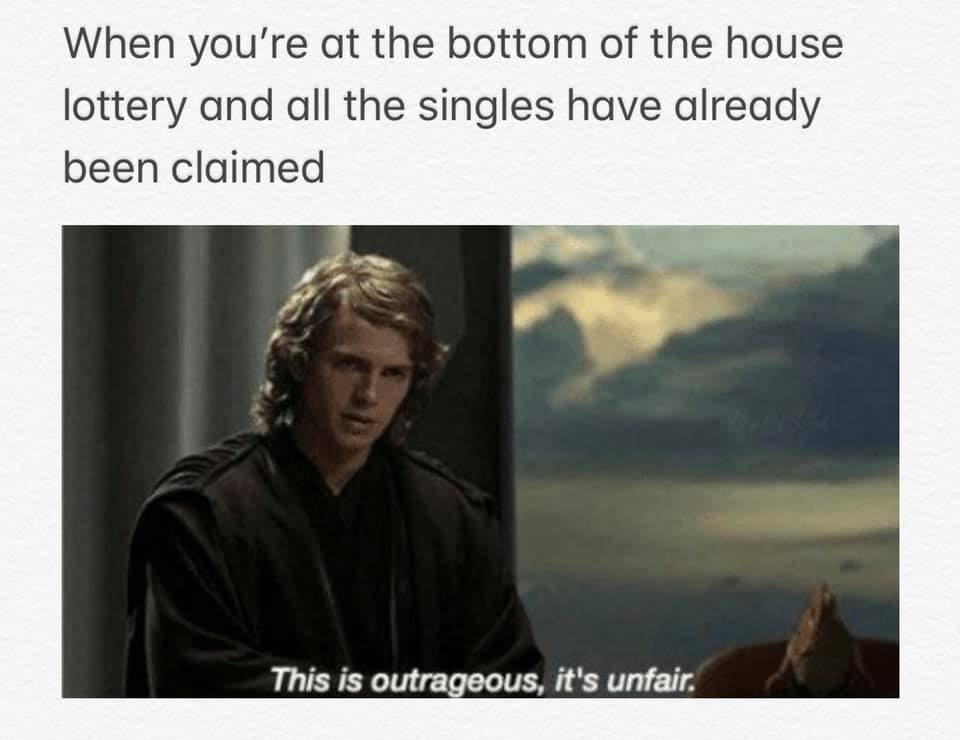 When you’re at the bottom of the house
lottery and all the singles have already
been claimed
This is outrageous, it's unfair.